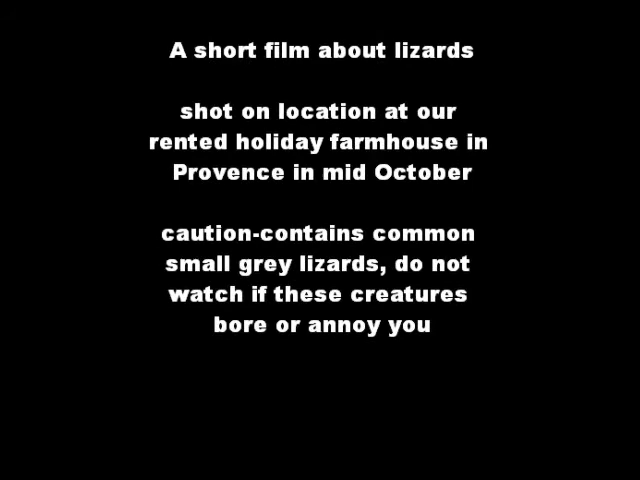 A short film about lizards
shot on location at our
rented holiday farmhouse in
Provence in mid October
caution-contains common
small grey lizards, do not
watch if these creatures
bore or annoy you